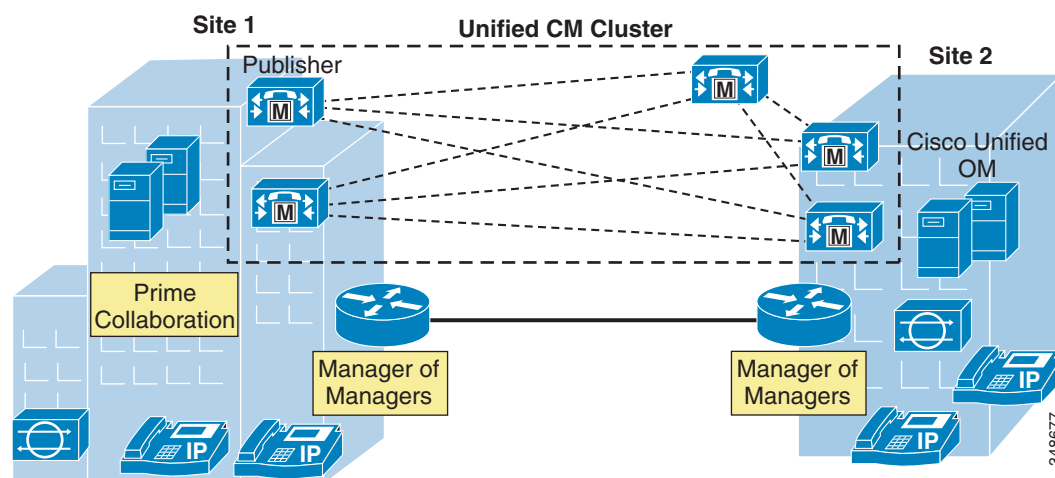 Site 1
Unified CM Cluster
Site 2
Publisher
M
M
M
M
M
Cisco Unified
OM
Prime
Collaboration
Manager of
Managers
Manager of
Managers
IP
IP
IP
IP
348677